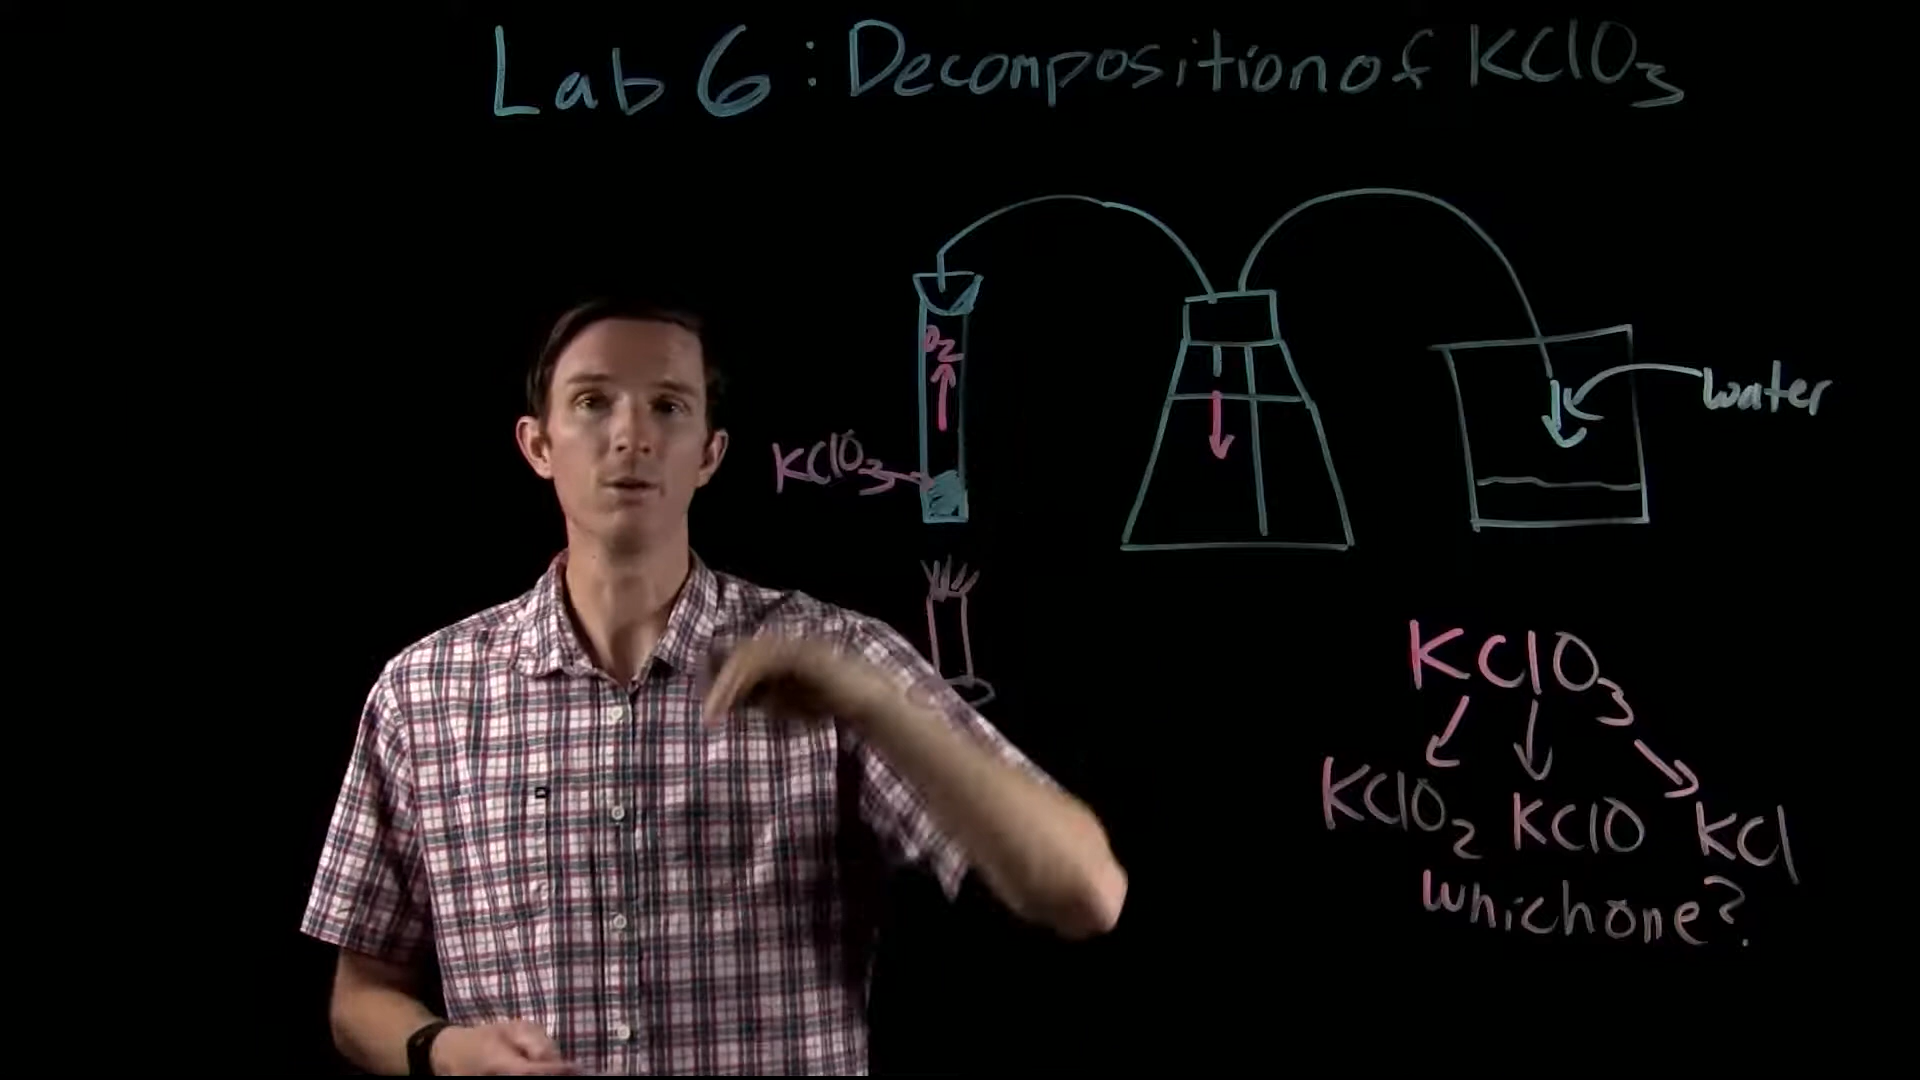 Lab 6: Decomposition of KClO3
O2
water
KClO3
KClO3
KClO2 KClO KCl
which one?